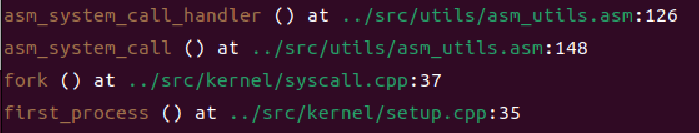 asm_system_call_handler () at ../src/utils/asm_utils.asm:126
asm_system_call () at ../src/utils/asm_utils.asm:148
fork () at ../src/kernel/syscall.cpp:37
first_process () at ../src/kernel/setup.cpp:35